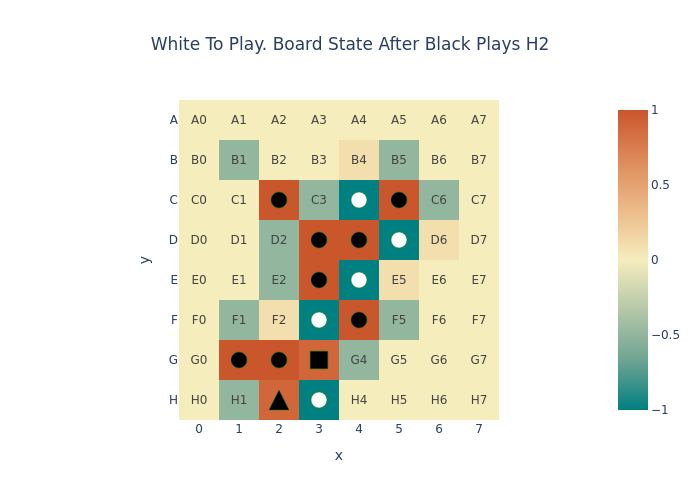 White To Play. Board State After Black Plays H2
A A0 A1 A2 A3 A4 A5 A6 A7
B B0 B1 B2 B3 B4 B5 B6 B7
C C0 C1 C3 C6 C7
D D0 D1 D2 D6 D7
E E0 E1 E2 E5 E6 E7
F F0 F1 F2 F5 F6 F7
G G0 G4 G5 G6 G7
H H0 H1 H4 H5 H6 H7
0 1 2 3 4 5 6 7
x
y
1
0.5
0
−0.5
−1